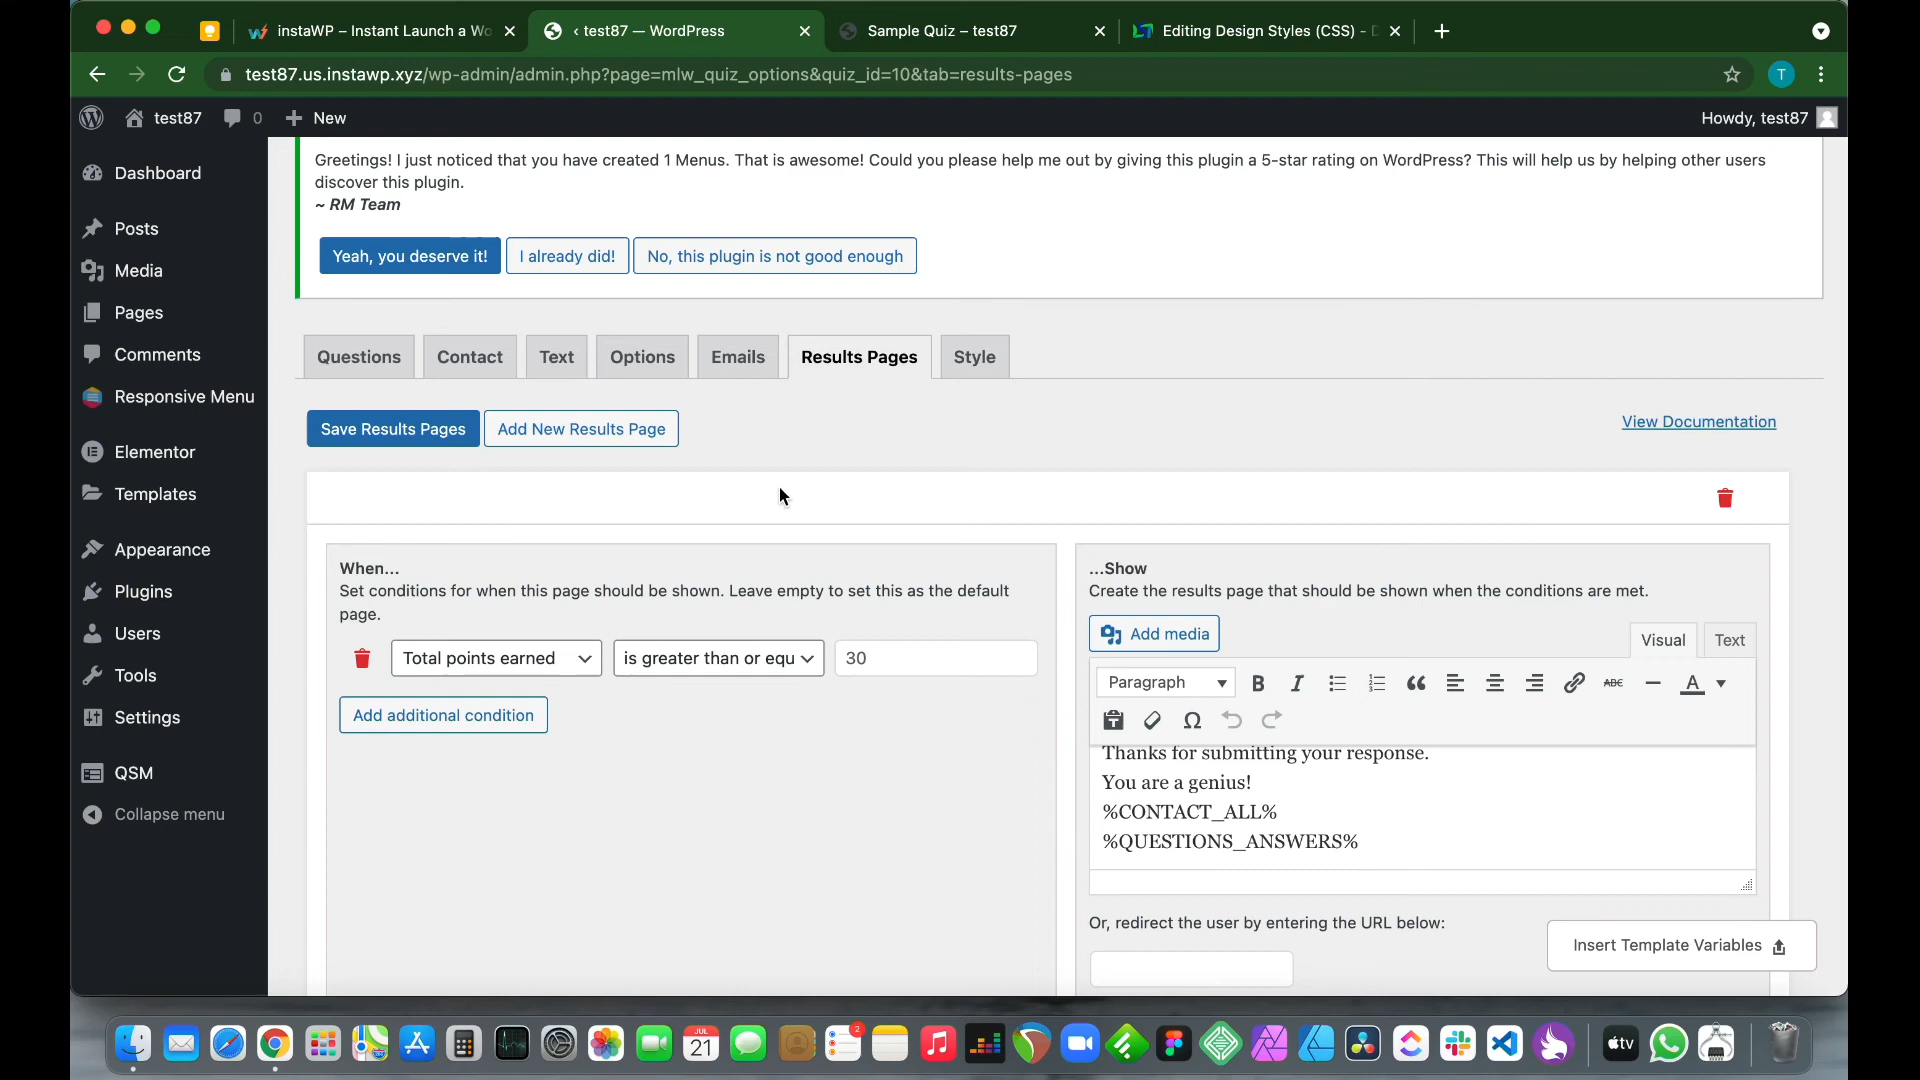 instaWP – Instant Launch a Wo
‹ test87 — WordPress
Sample Quiz – test87
Editing Design Styles (CSS) - D
test87.us.instawp.xyz/wp-admin/admin.php?page=mlw_quiz_options&quiz_id=10&tab=results-pages
T
test87
0
New
Howdy, test87
Dashboard
Posts
Media
Pages
Comments
Responsive Menu
Elementor
Templates
Appearance
Plugins
Users
Tools
Settings
QSM
Collapse menu
Greetings! I just noticed that you have created 1 Menus. That is awesome! Could you please help me out by giving this plugin a 5-star rating on WordPress? This will help us by helping other users
discover this plugin.
~ RM Team
Yeah, you deserve it!
I already did!
No, this plugin is not good enough
Questions
Contact
Text
Options
Emails
Results Pages
Style
Save Results Pages
Add New Results Page
View Documentation
When...
Set conditions for when this page should be shown. Leave empty to set this as the default
page.
Total points earned
is greater than or equ
30
Add additional condition
...Show
Create the results page that should be shown when the conditions are met.
Add media
Visual
Text
Paragraph
B
I
ABC
A
Ω
Thanks for submitting your response.
You are a genius!
%CONTACT_ALL%
%QUESTIONS_ANSWERS%
Or, redirect the user by entering the URL below:
Insert Template Variables
JUL
21
2
tv